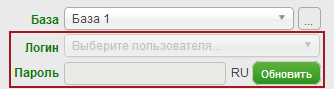 База База 1 ...
Логин Выберите пользователя...
Пароль RU Обновить